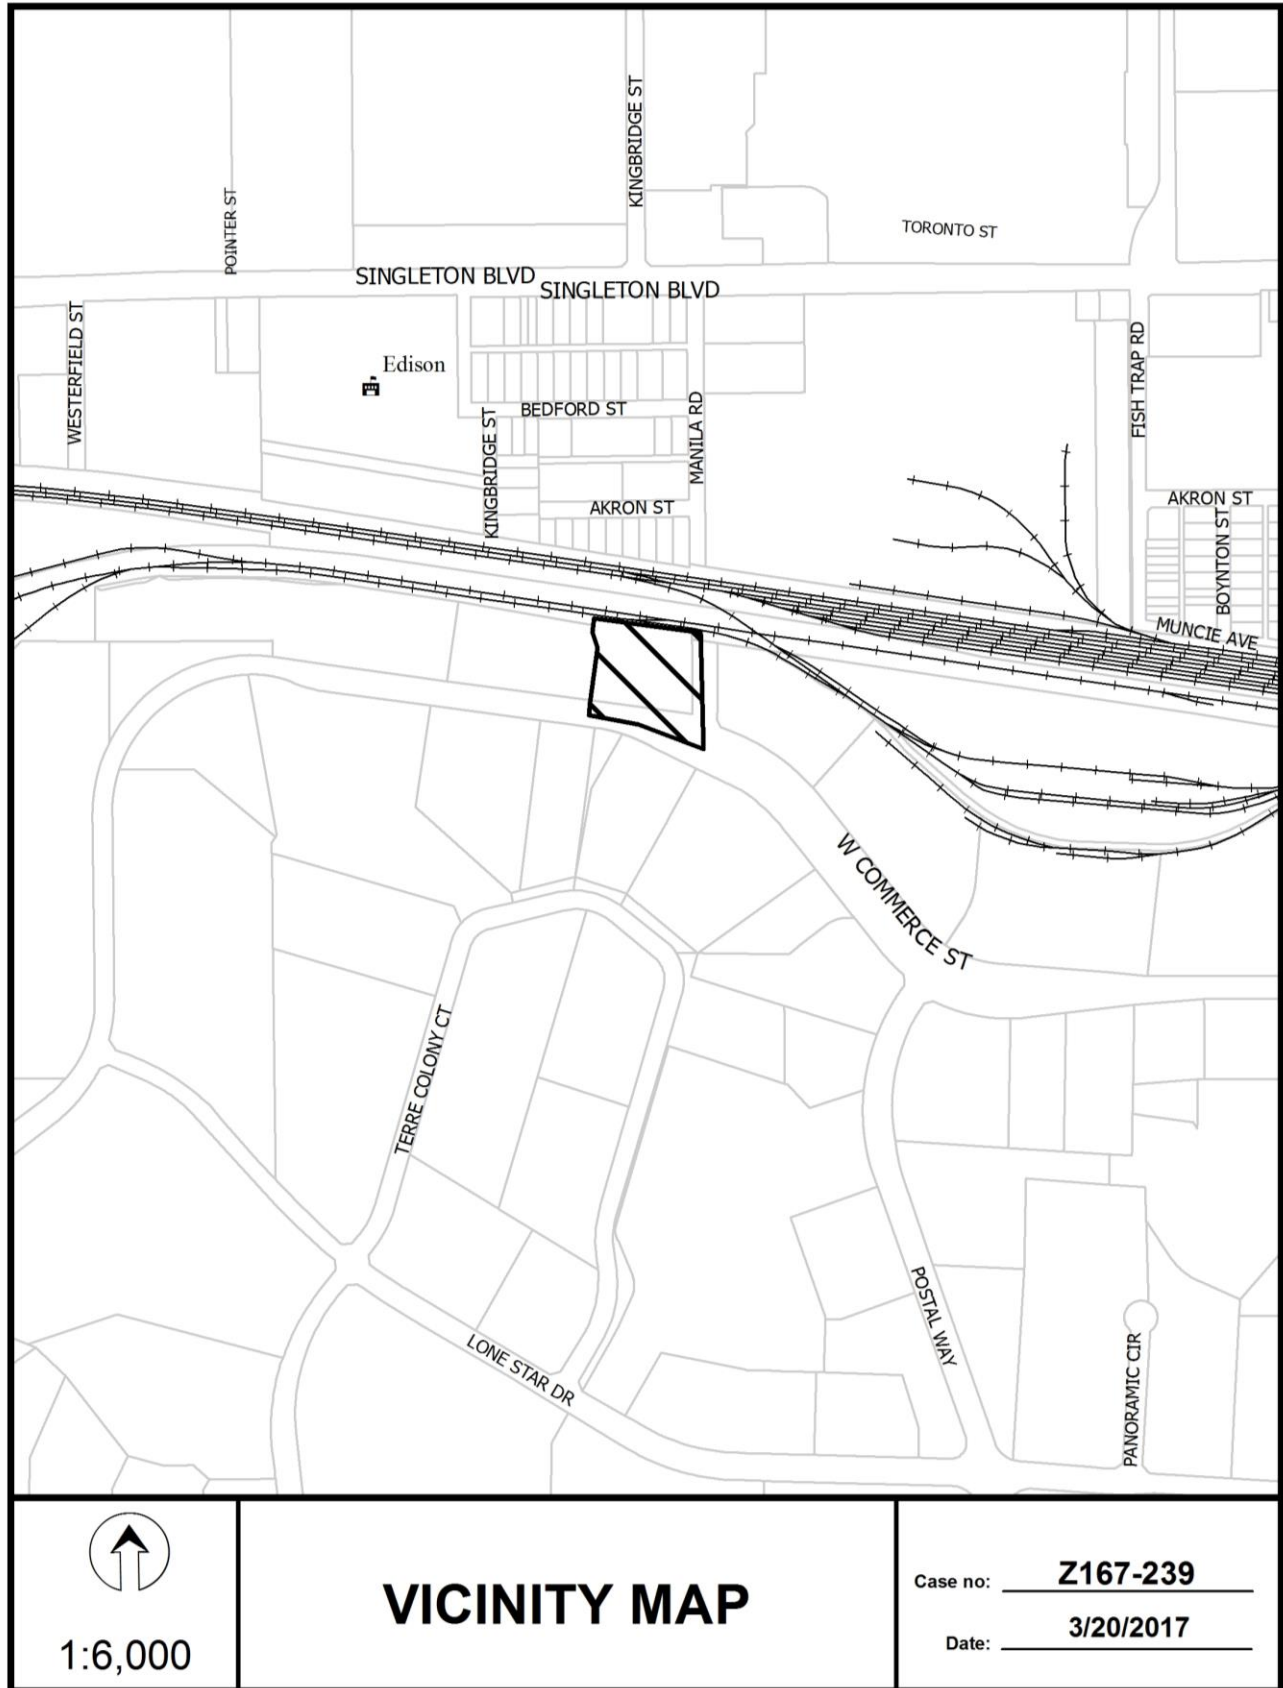 KINGBRIDGE ST
POINTER ST
TORONTO ST
SINGLETON BLVD
SINGLETON BLVD
WESTERFIELD ST
Edison
FISH TRAP RD
BEDFORD ST
KINGBRIDGE ST
MANILA RD
AKRON ST
AKRON ST
BOYNTON ST
MUNCIE AVE
W COMMERCE ST
TERRE COLONY CT
POSTAL WAY
LONE STAR DR
PANORAMIC CIR
1:6,000
VICINITY MAP
Case no: Z167-239
Date: 3/20/2017